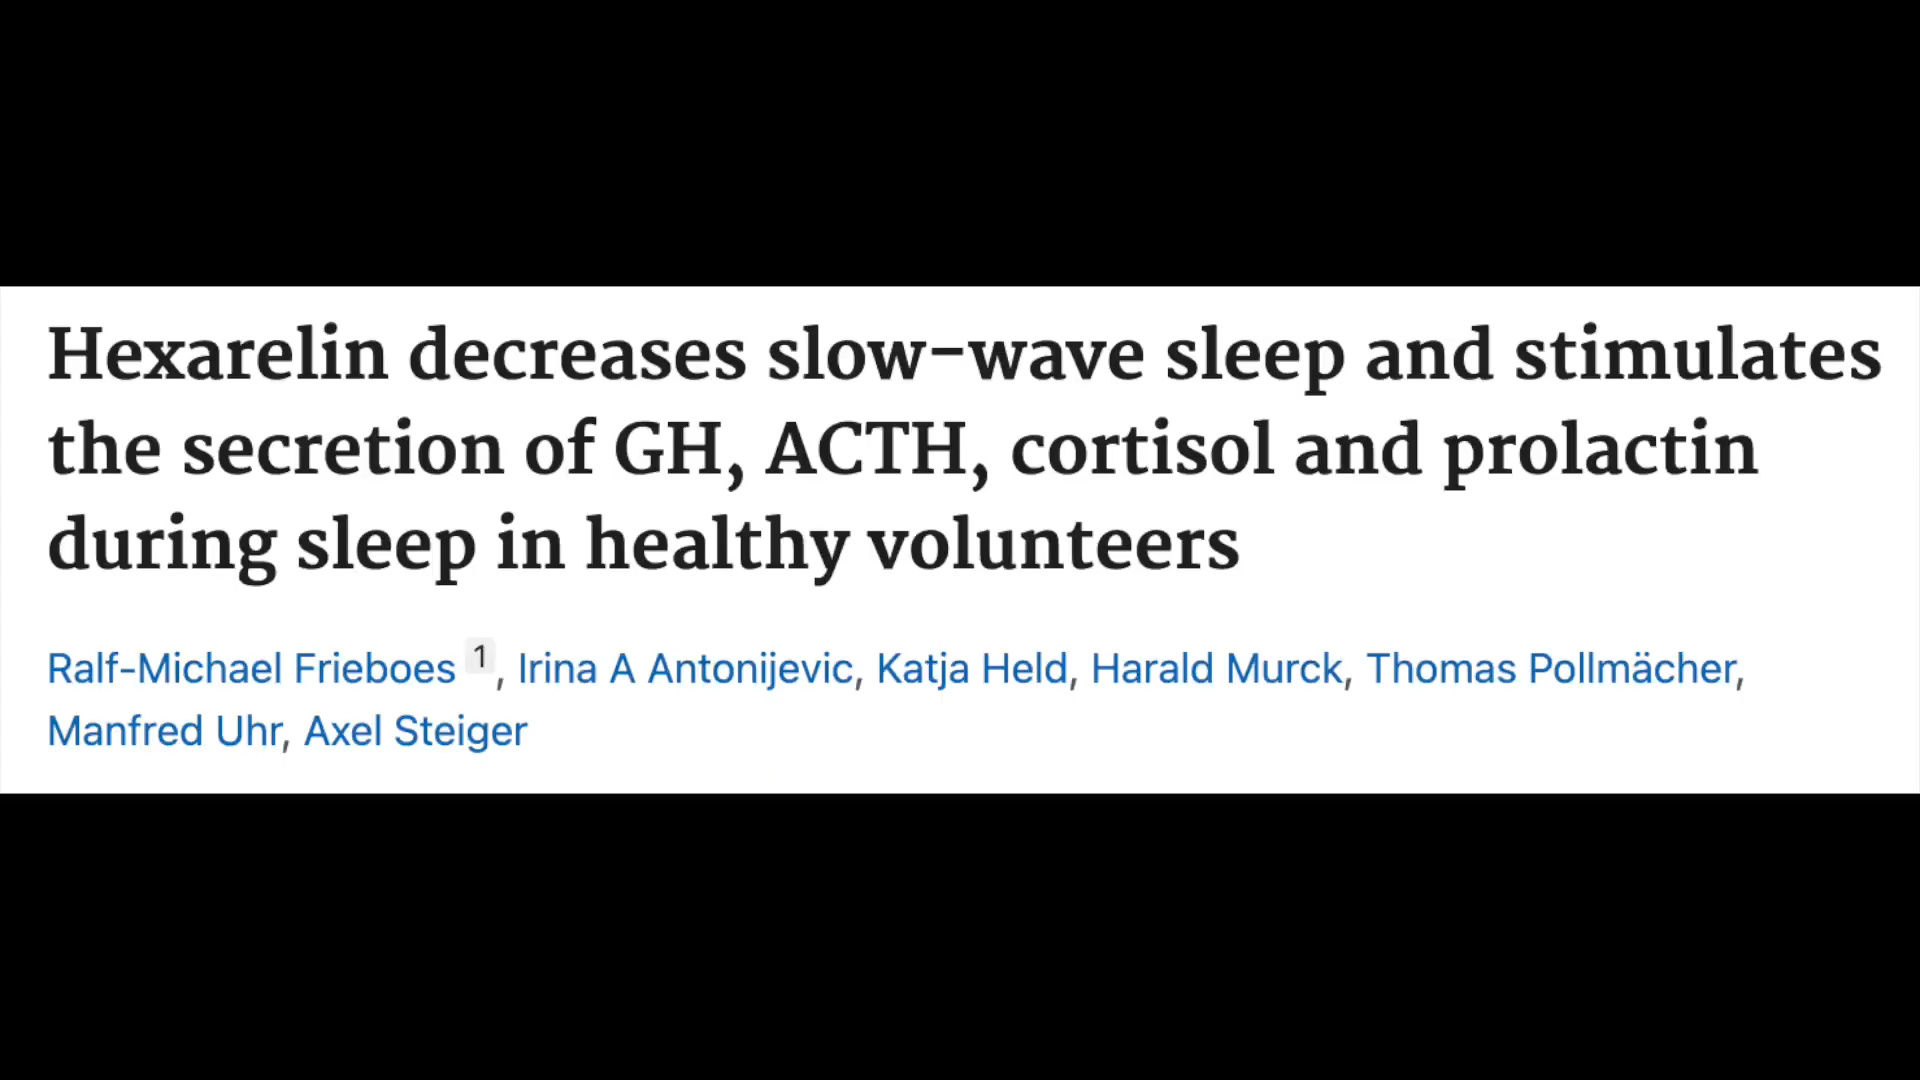 Hexarelin decreases slow-wave sleep and stimulates
the secretion of GH, ACTH, cortisol and prolactin
during sleep in healthy volunteers
Ralf-Michael Frieboes 1, Irina A Antonijevic, Katja Held, Harald Murck, Thomas Pollmächer,
Manfred Uhr, Axel Steiger